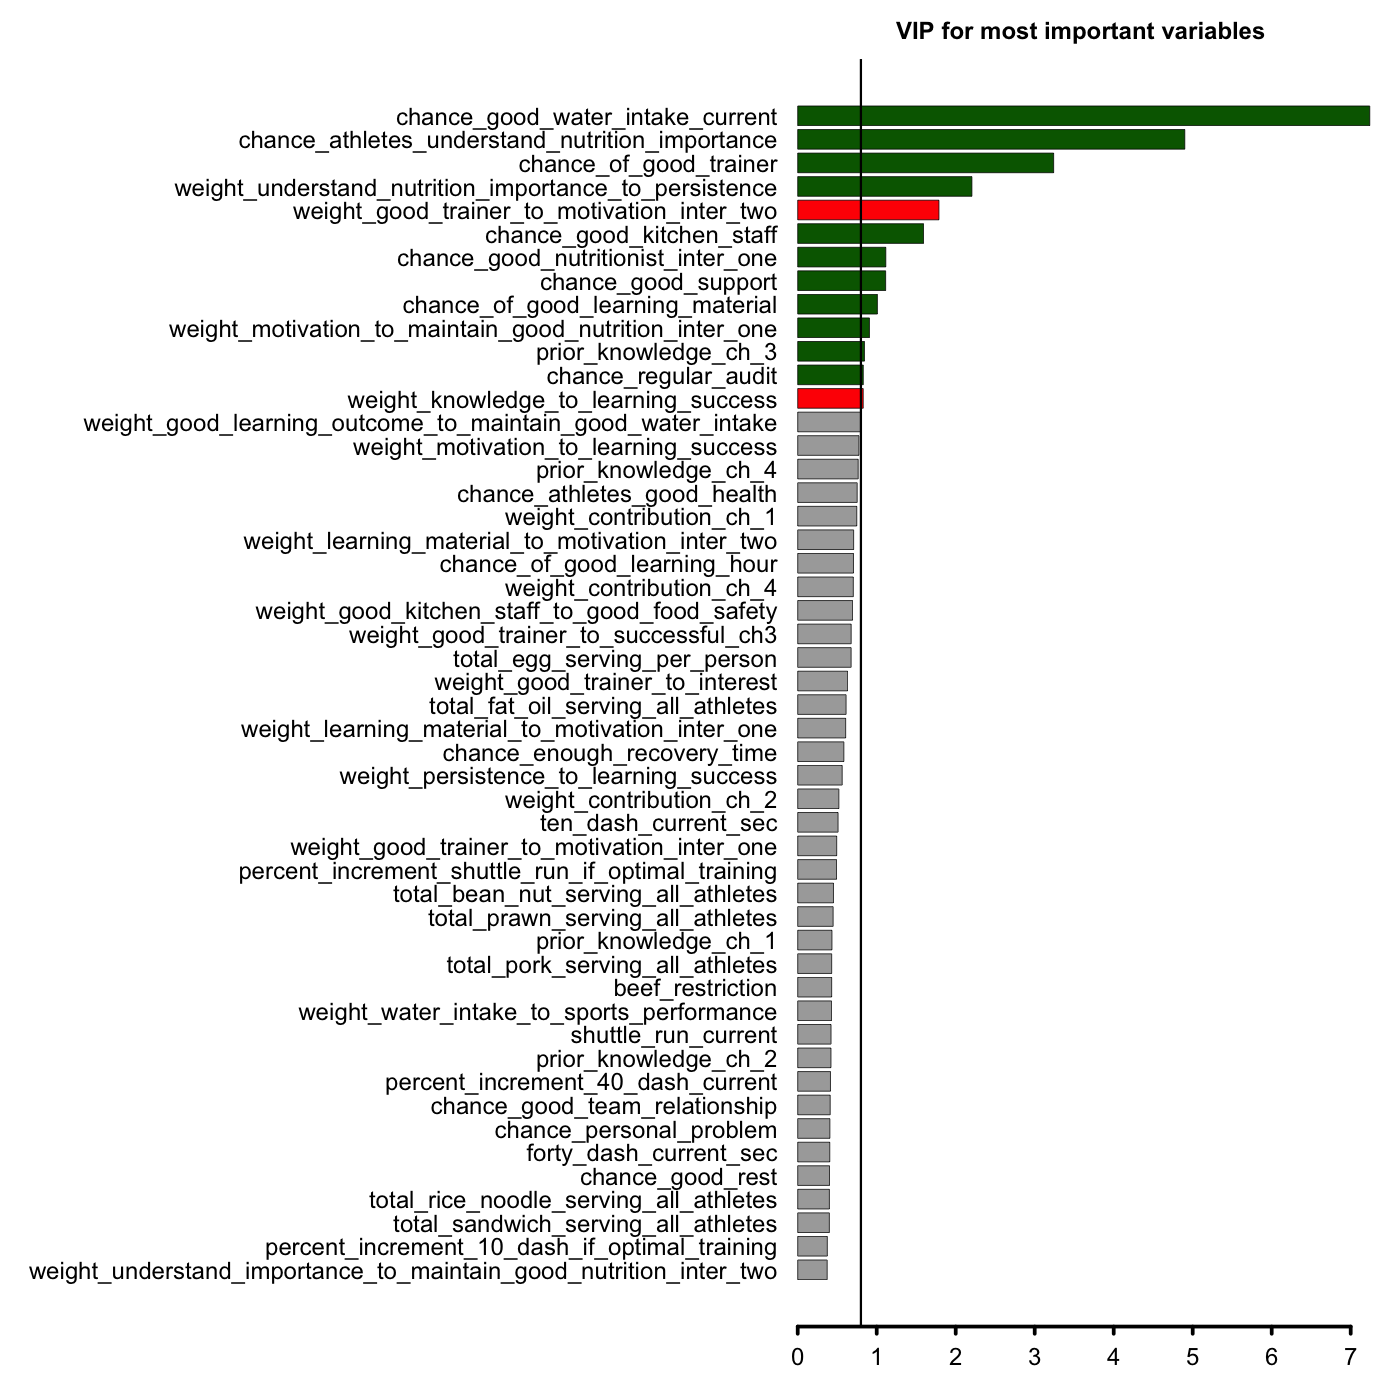 VIP for most important variables
chance_good_water_intake_current
chance_athletes_understand_nutrition_importance
chance_of_good_trainer
weight_understand_nutrition_importance_to_persistence
weight_good_trainer_to_motivation_inter_two
chance_good_kitchen_staff
chance_good_nutritionist_inter_one
chance_good_support
chance_of_good_learning_material
weight_motivation_to_maintain_good_nutrition_inter_one
prior_knowledge_ch_3
chance_regular_audit
weight_knowledge_to_learning_success
weight_good_learning_outcome_to_maintain_good_water_intake
weight_motivation_to_learning_success
prior_knowledge_ch_4
chance_athletes_good_health
weight_contribution_ch_1
weight_learning_material_to_motivation_inter_two
chance_of_good_learning_hour
weight_contribution_ch_4
weight_good_kitchen_staff_to_good_food_safety
weight_good_trainer_to_successful_ch3
total_egg_serving_per_person
weight_good_trainer_to_interest
total_fat_oil_serving_all_athletes
weight_learning_material_to_motivation_inter_one
chance_enough_recovery_time
weight_persistence_to_learning_success
weight_contribution_ch_2
ten_dash_current_sec
weight_good_trainer_to_motivation_inter_one
percent_increment_shuttle_run_if_optimal_training
total_bean_nut_serving_all_athletes
total_prawn_serving_all_athletes
prior_knowledge_ch_1
total_pork_serving_all_athletes
beef_restriction
weight_water_intake_to_sports_performance
shuttle_run_current
prior_knowledge_ch_2
percent_increment_40_dash_current
chance_good_team_relationship
chance_personal_problem
forty_dash_current_sec
chance_good_rest
total_rice_noodle_serving_all_athletes
total_sandwich_serving_all_athletes
percent_increment_10_dash_if_optimal_training
weight_understand_importance_to_maintain_good_nutrition_inter_two
0 1 2 3 4 5 6 7